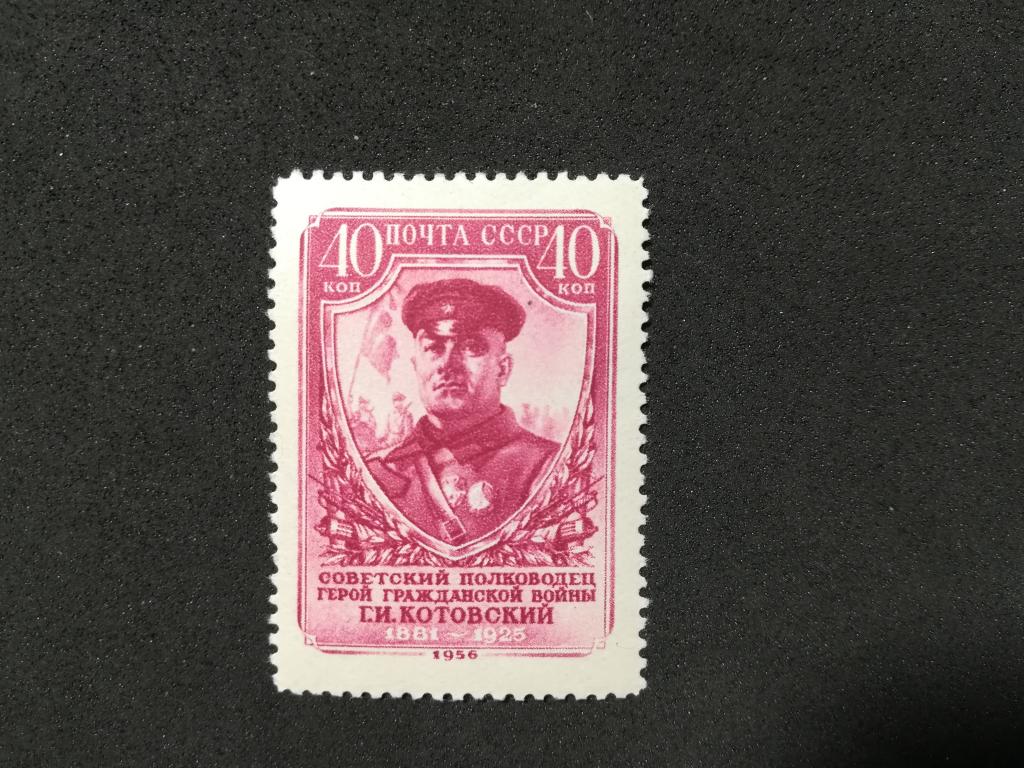 40 ПОЧТА СССР 40
КОП КОП
СОВЕТСКИЙ ПОЛКОВОДЕЦ
ГЕРОЙ ГРАЖДАНСКОЙ ВОЙНЫ
Г.И. КОТОВСКИЙ
1881 ~ 1925
1956